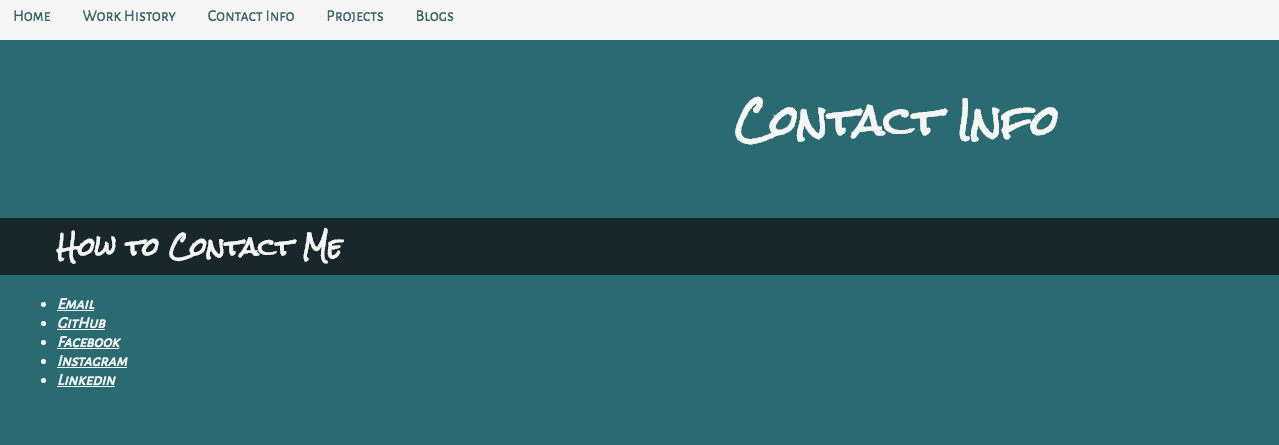 Home Work History Contact Info Projects Blogs
Contact Info
How to Contact Me
Email
GitHub
Facebook
Instagram
Linkedin